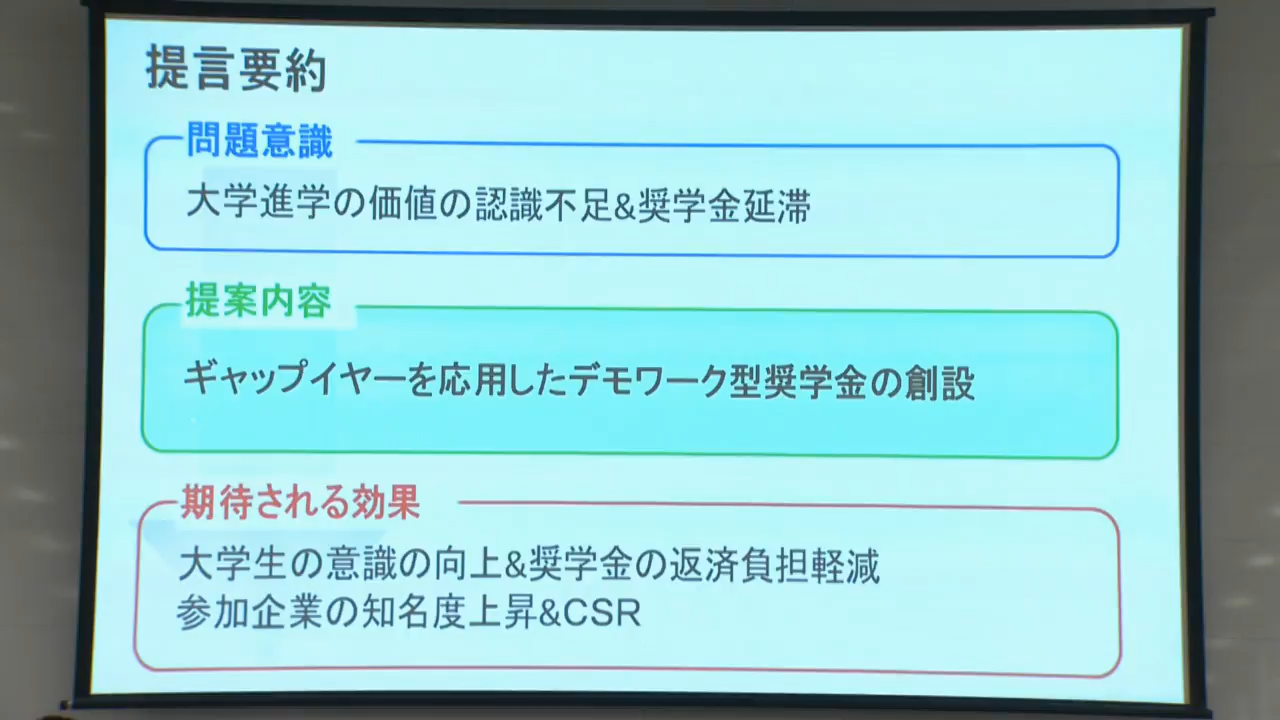 提言要約
問題意識
大学進学の価値の認識不足&奨学金延滞
提案内容
ギャップイヤーを応用したデモワーク型奨学金の創設
期待される効果
大学生の意識の向上&奨学金の返済負担軽減
参加企業の知名度上昇&CSR